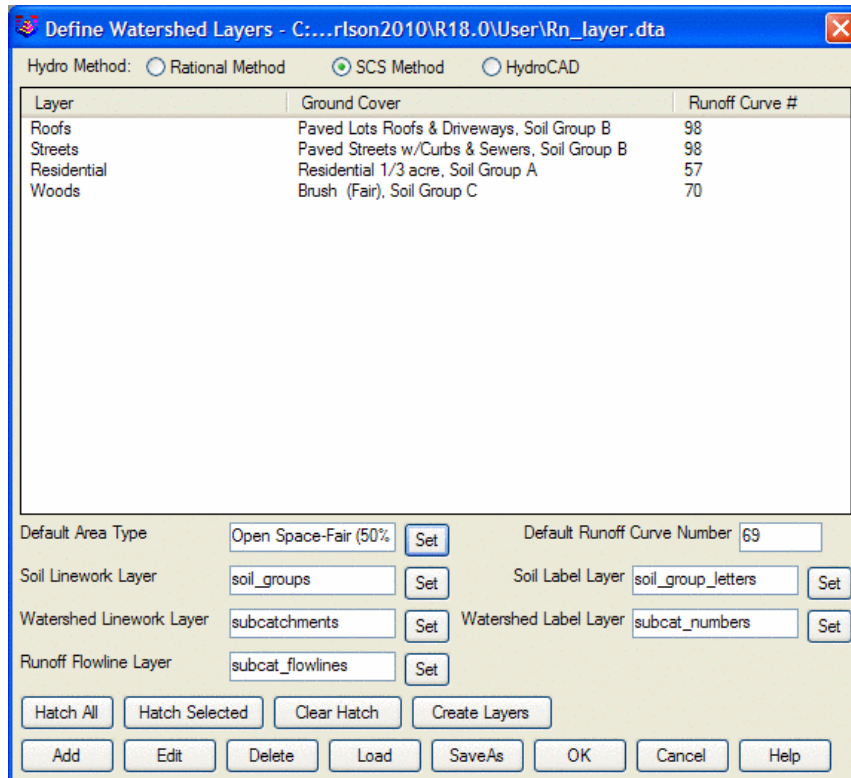 Define Watershed Layers - C:...rlson2010\R18.0\User\Rn_layer.dta
Hydro Method: Rational Method SCS Method HydroCAD
Layer Ground Cover Runoff Curve #
Roofs Paved Lots Roofs & Driveways, Soil Group B 98
Streets Paved Streets w/Curbs & Sewers, Soil Group B 98
Residential Residential 1/3 acre, Soil Group A 57
Woods Brush (Fair), Soil Group C 70
Default Area Type Open Space-Fair (50% Set Default Runoff Curve Number 69
Soil Linework Layer soil_groups Set Soil Label Layer soil_group_letters Set
Watershed Linework Layer subcatchments Set Watershed Label Layer subcat_numbers Set
Runoff Flowline Layer subcat_flowlines Set
Hatch All Hatch Selected Clear Hatch Create Layers
Add Edit Delete Load SaveAs OK Cancel Help